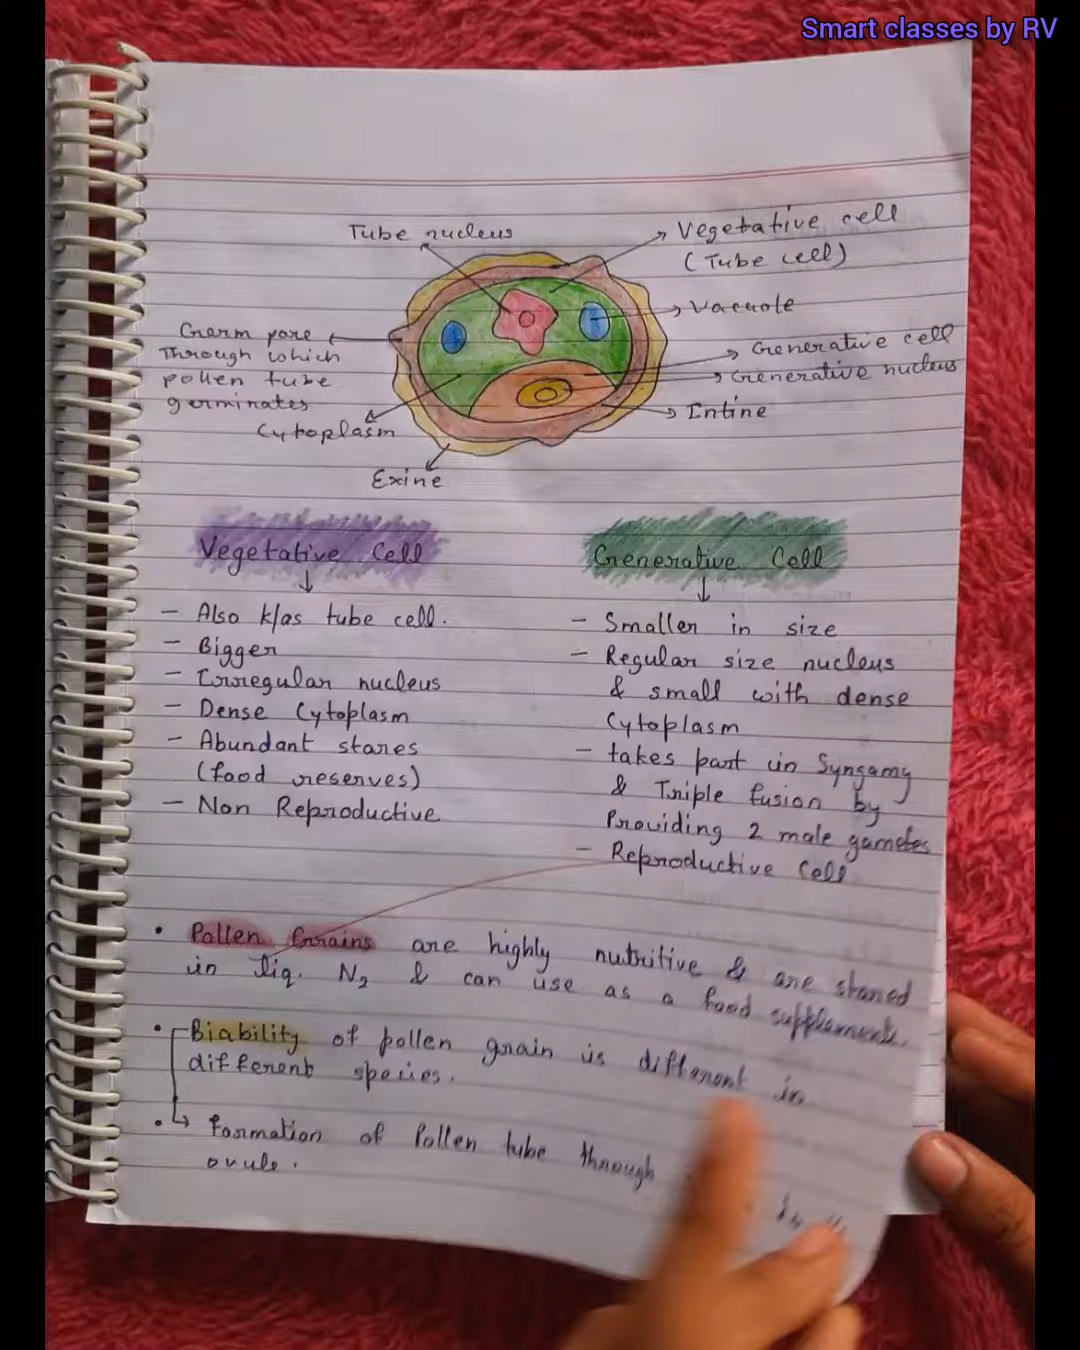 Smart classes by RV
Tube nucleus
Vegetative cell
(Tube cell)
Vacuole
Germ pore
Through which
pollen tube
germinates
Generative cell
Generative nucleus
Intine
Cytoplasm
Exine
Vegetative Cell
- Also k/as tube cell.
- Bigger
- Irregular nucleus
- Dense Cytoplasm
- Abundant stores
(food reserves)
- Non Reproductive
Generative Cell
- Smaller in size
- Regular size nucleus
& small with dense
Cytoplasm
- takes part in Syngamy
& Triple fusion by
Providing 2 male gametes
- Reproductive Cell
• Pollen Grains are highly nutritive & are stored
in liq. N₂ & can use as a food supplements.
• Biability of pollen grain is different in
different species.
• Formation of Pollen tube through
ovule.